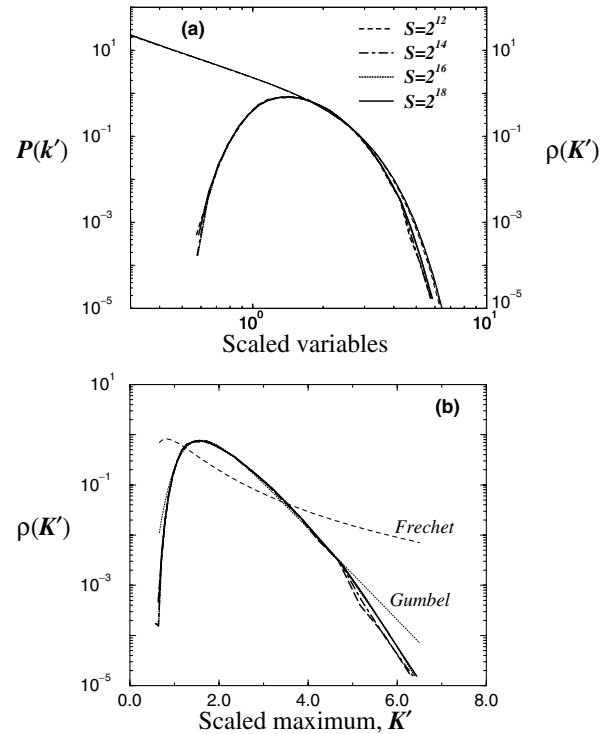 (a)
S=2^12
S=2^14
S=2^16
S=2^18
10^1
10^-1
10^-3
10^-5
P(k')
10^1
10^-1
10^-3
10^-5
ρ(K')
10^0
10^1
Scaled variables
(b)
10^1
10^-1
10^-3
10^-5
ρ(K')
Frechet
Gumbel
0.0 2.0 4.0 6.0 8.0
Scaled maximum, K'